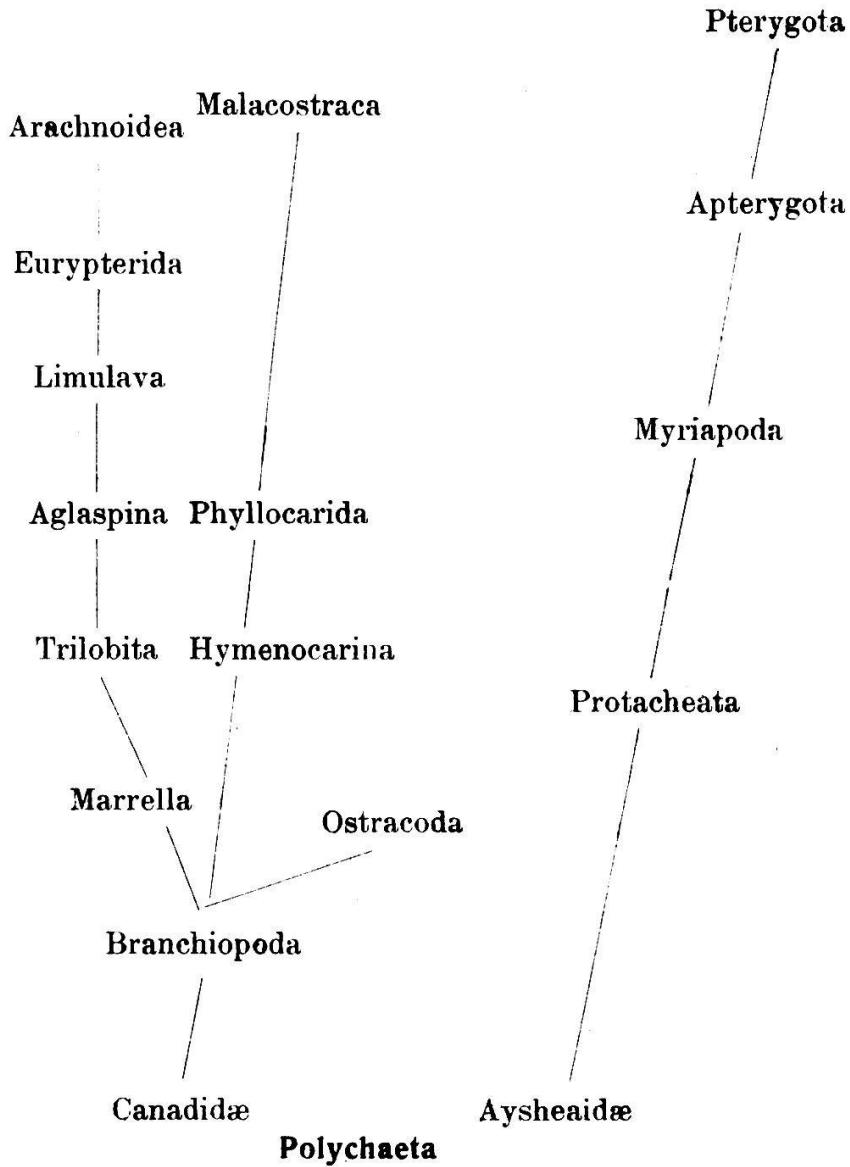 Pterygota
Malacostraca
Arachnoidea
Apterygota
Eurypterida
Limulava
Myriapoda
Aglaspina Phyllocarida
Trilobita Hymenocarina
Protacheata
Marrella
Ostracoda
Branchiopoda
Canadidæ Aysheaidæ
Polychaeta